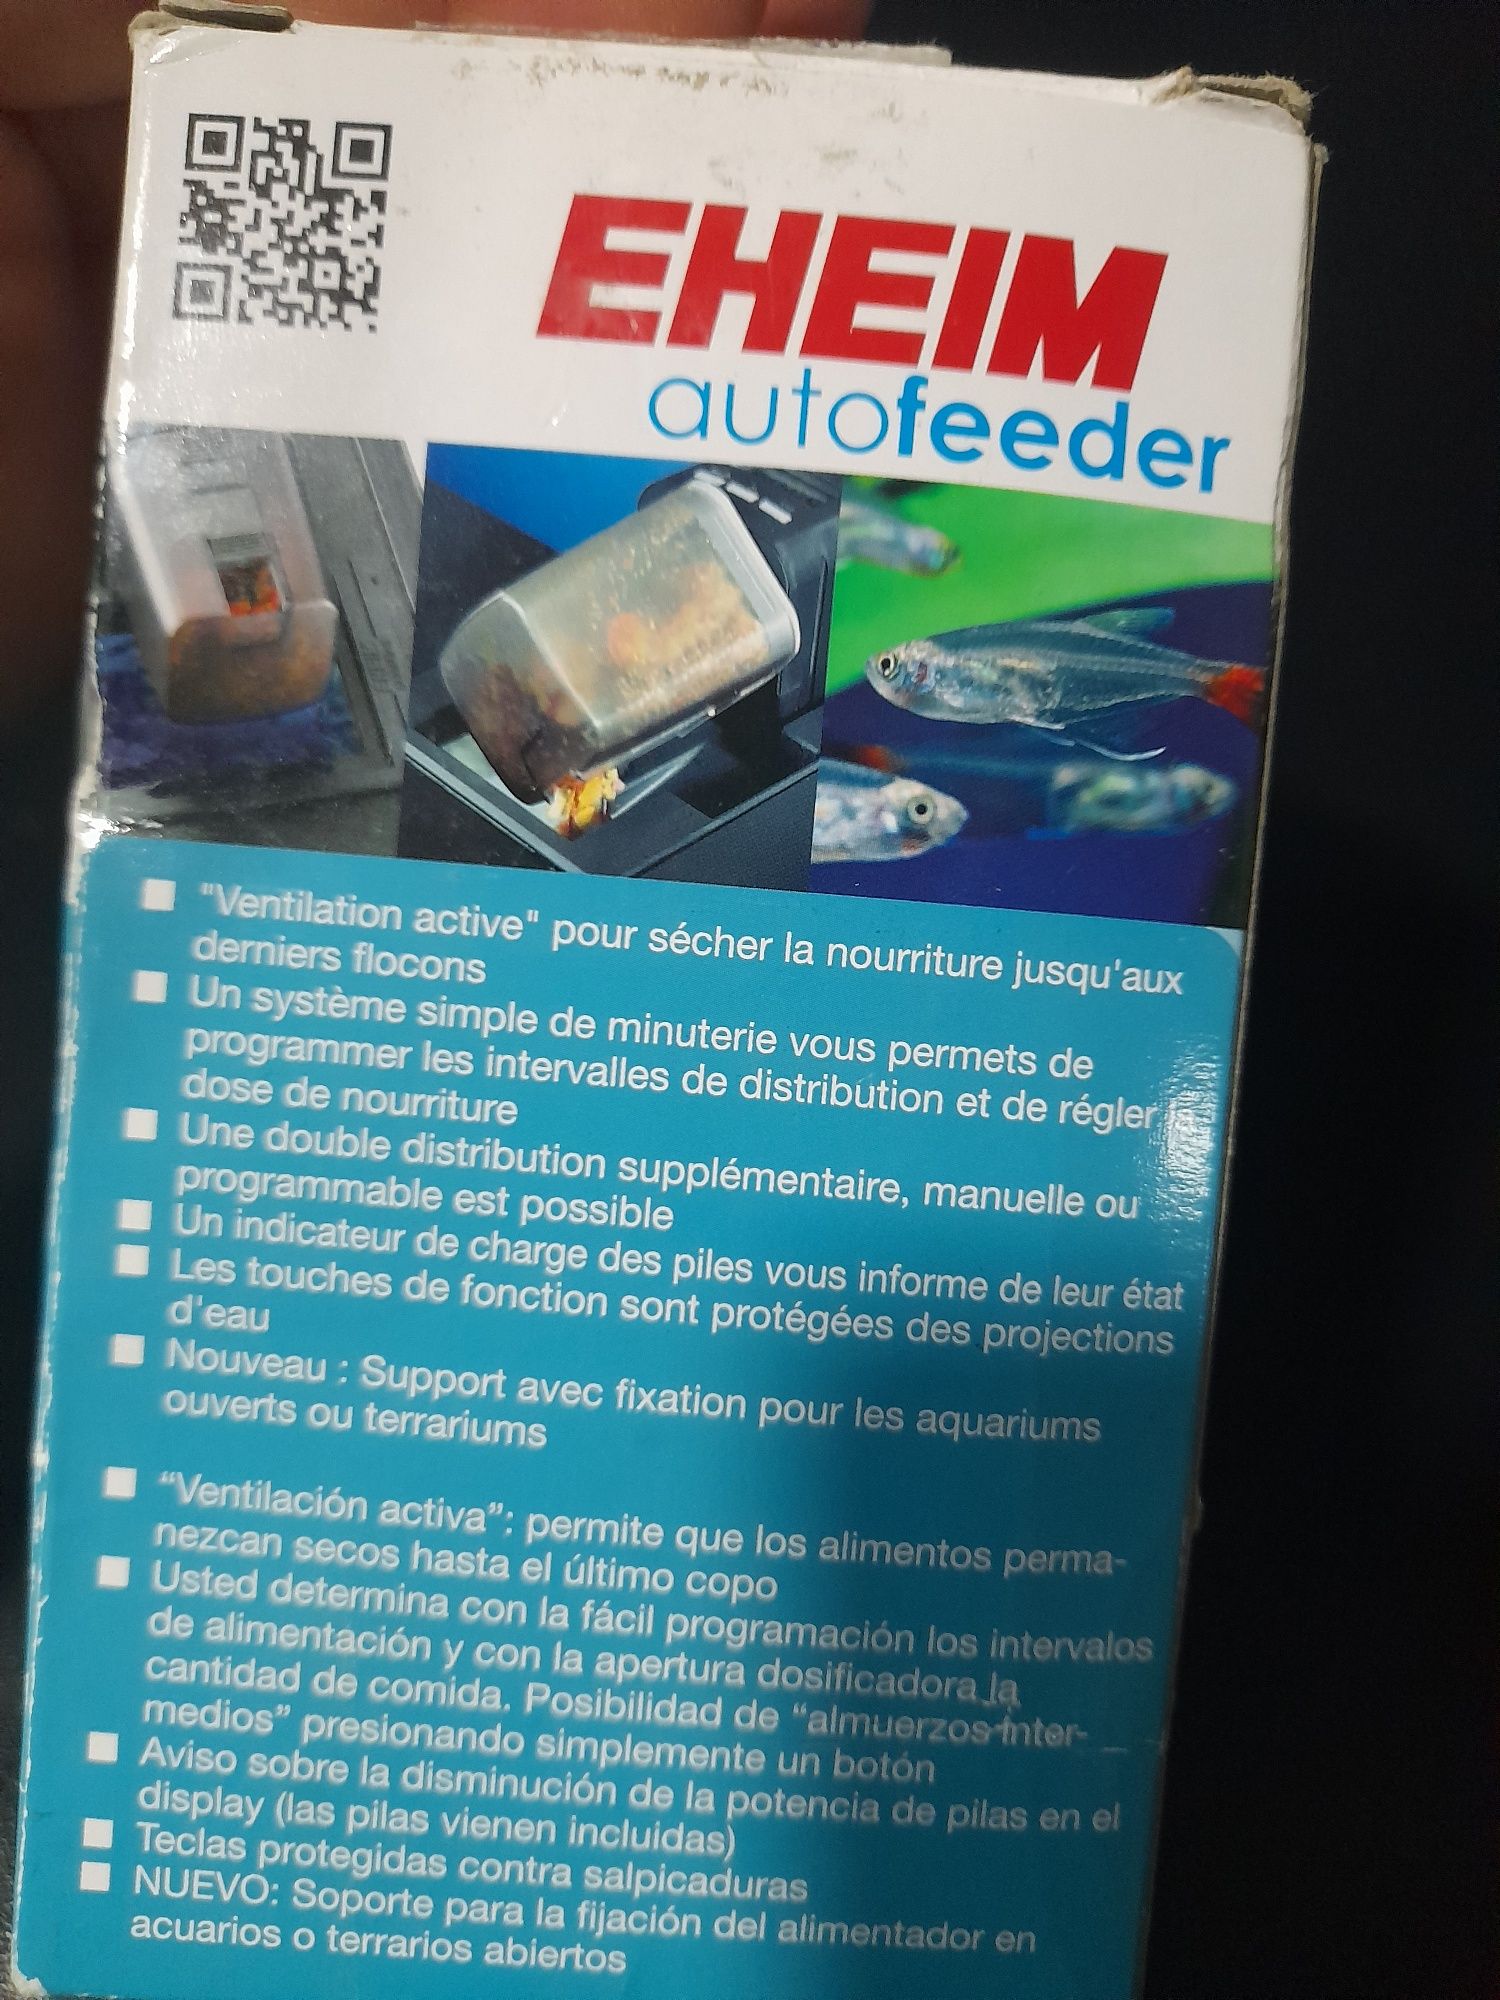 EHEIM
autofeeder
"Ventilation active" pour sécher la nourriture jusqu'aux
derniers flocons
Un système simple de minuterie vous permets de
programmer les intervalles de distribution et de régler
dose de nourriture
Une double distribution supplémentaire, manuelle ou
programmable est possible
Un indicateur de charge des piles vous informe de leur état
Les touches de fonction sont protégées des projections
d'eau
Nouveau : Support avec fixation pour les aquariums
ouverts ou terrariums
“Ventilación activa”: permite que los alimentos perma-
nezcan secos hasta el último copo
Usted determina con la fácil programación los intervalos
de alimentación y con la apertura dosificadora la
cantidad de comida. Posibilidad de “almuerzos inter-
medios” presionando simplemente un botón
Aviso sobre la disminución de la potencia de pilas en el
display (las pilas vienen incluidas)
Teclas protegidas contra salpicaduras
NUEVO: Soporte para la fijación del alimentador en
acuarios o terrarios abiertos